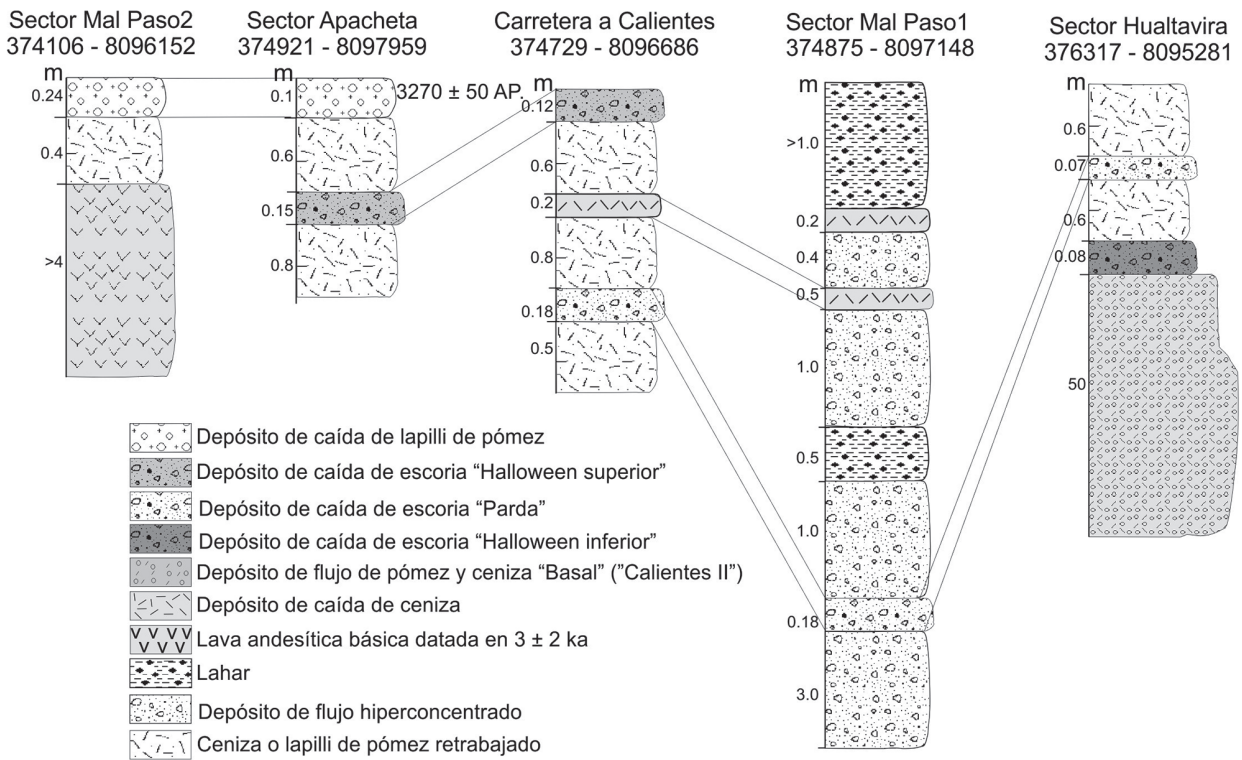 Sector Mal Paso2
374106 - 8096152
m
0.24
0.4
>4
Sector Apacheta
374921 - 8097959
m
0.1
3270 ± 50 AP.
0.6
0.15
0.8
Carretera a Calientes
374729 - 8096686
m
0.12
0.6
0.2
0.8
0.18
0.5
Sector Mal Paso1
374875 - 8097148
m
>1.0
0.2
0.4
0.5
1.0
0.5
1.0
0.18
3.0
Sector Hualtavira
376317 - 8095281
m
0.6
0.07
0.6
0.08
50
Depósito de caída de lapilli de pómez
Depósito de caída de escoria “Halloween superior”
Depósito de caída de escoria “Parda”
Depósito de caída de escoria “Halloween inferior”
Depósito de flujo de pómez y ceniza “Basal” (”Calientes II”)
Depósito de caída de ceniza
Lava andesítica básica datada en 3 ± 2 ka
Lahar
Depósito de flujo hiperconcentrado
Ceniza o lapilli de pómez retrabajado